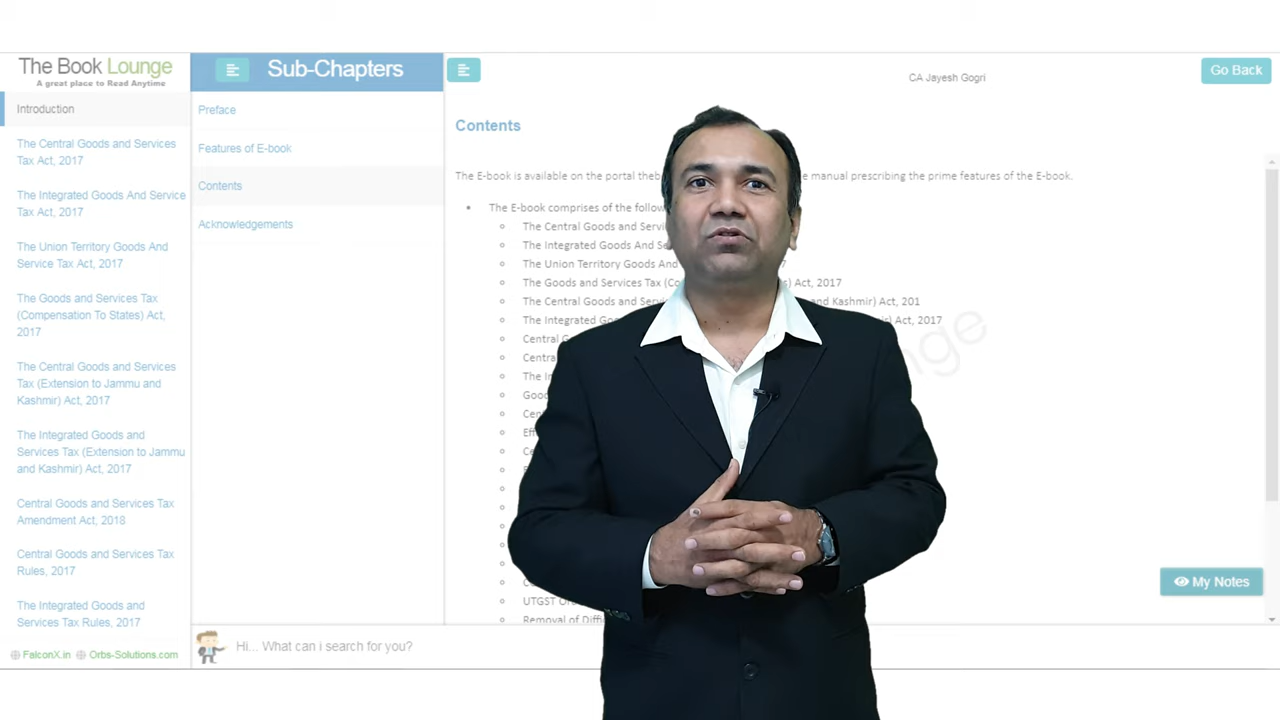 The Book Lounge
A great place to Read Anytime
Introduction
The Central Goods and Services
Tax Act, 2017
The Integrated Goods And Service
Tax Act, 2017
The Union Territory Goods And
Service Tax Act, 2017
The Goods and Services Tax
(Compensation To States) Act,
2017
The Central Goods and Services
Tax (Extension to Jammu and
Kashmir) Act, 2017
The Integrated Goods and
Services Tax (Extension to Jammu
and Kashmir) Act, 2017
Central Goods and Services Tax
Amendment Act, 2018
Central Goods and Services Tax
Rules, 2017
The Integrated Goods and
Services Tax Rules, 2017
FalconX.in Orbs-Solutions.com
Sub-Chapters
Preface
Features of E-book
Contents
Acknowledgements
CA Jayesh Gogri
Go Back
Contents
The E-book is available on the portal manual prescribing the prime features of the E-book.
The E-book comprises of the
The Central Goods and
The Integrated Goods And
The Union Territory Goods And
The Goods and Services Tax Act, 2017
The Central Goods and and Kashmir) Act, 201
The Integrated Act, 2017
Central
Central
The
UTGST
Removal of
My Notes
Hi... What can i search for you?